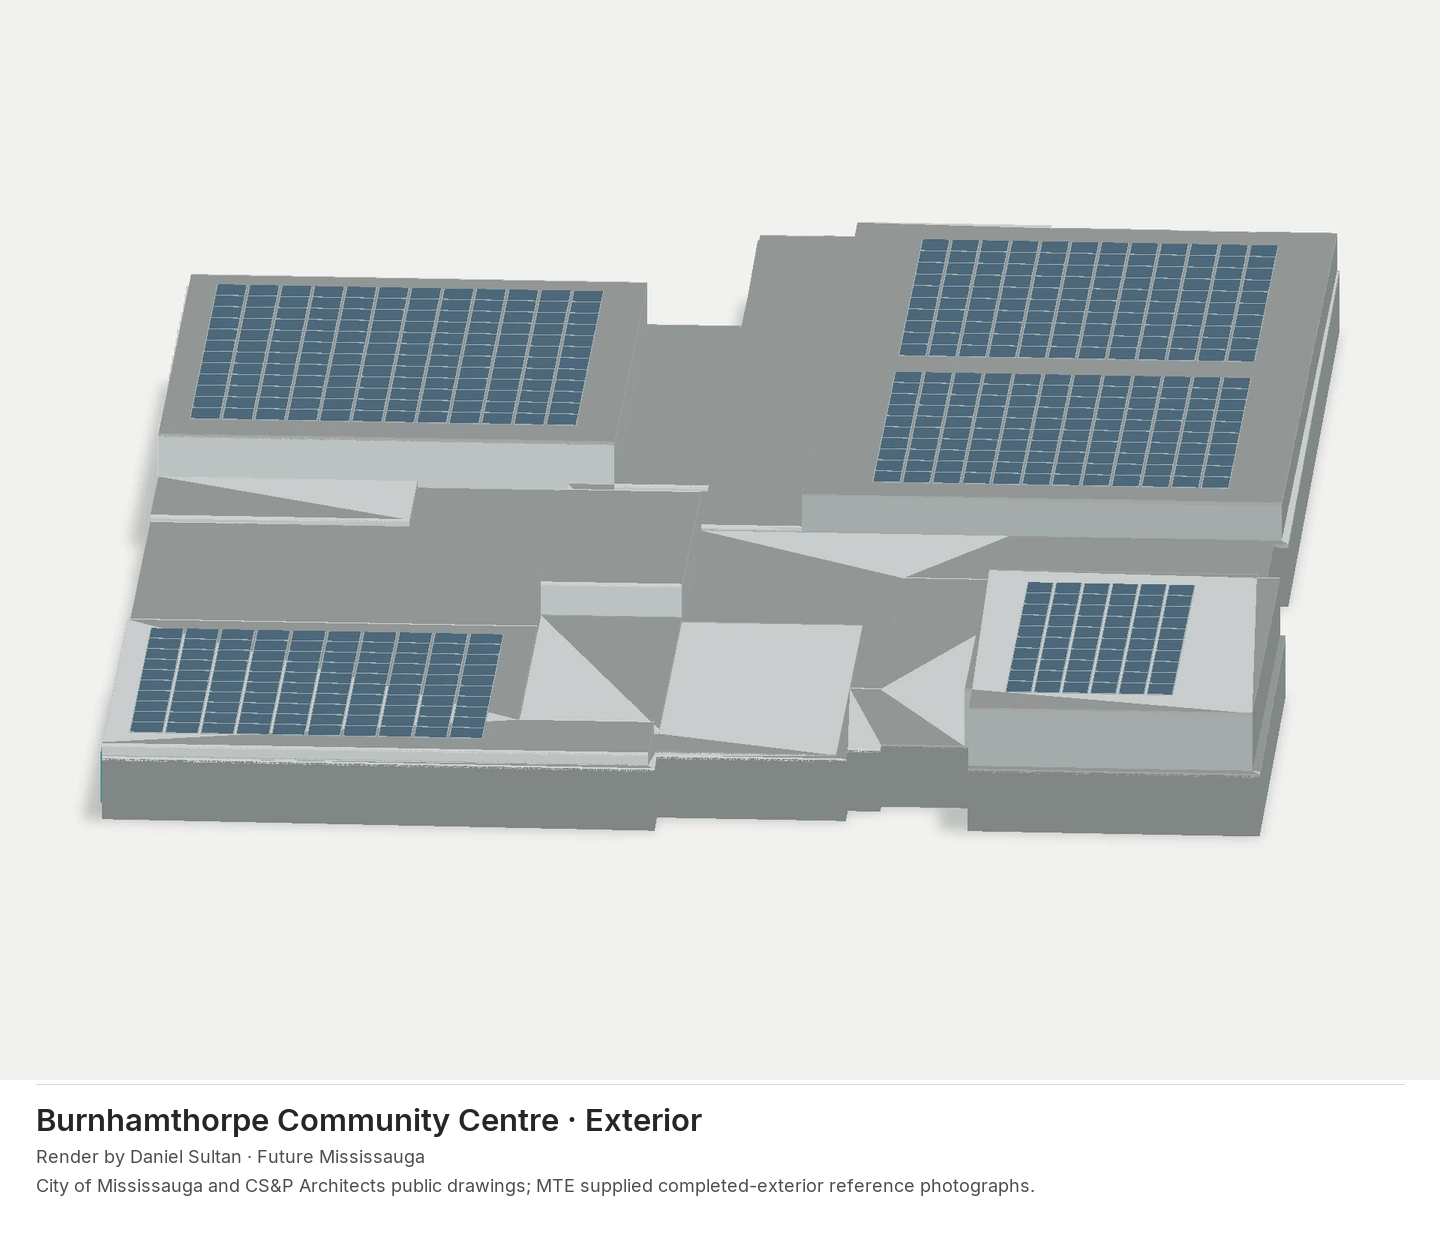 Burnhamthorpe Community Centre · Exterior
Render by Daniel Sultan · Future Mississauga
City of Mississauga and CS&P Architects public drawings; MTE supplied completed-exterior reference photographs.